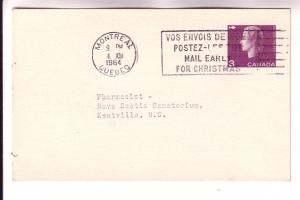 MONTREAL
9 PM
4 XII
1964
QUEBEC
VOS ENVOIS DE
POSTEZ-LES
MAIL EARLY
FOR CHRISTMAS
3 CANADA
Pharmacist -
Nova Scotia Sanatorium,
Kentville, N.S.